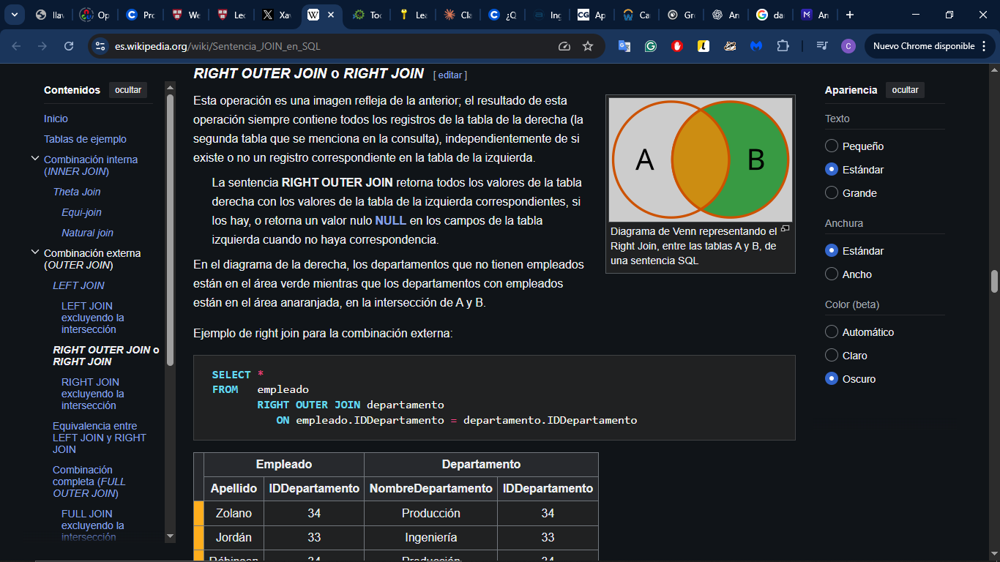 Ilav
Op
Pro
We
Lec
Xav
Toc
Lea
Cla
¿Q
Ing
Ap
Ca
Gro
An
da
An
es.wikipedia.org/wiki/Sentencia_JOIN_en_SQL
Nuevo Chrome disponible
Contenidos
ocultar
Inicio
Tablas de ejemplo
Combinación interna
(INNER JOIN)
Theta Join
Equi-join
Natural join
Combinación externa
(OUTER JOIN)
LEFT JOIN
LEFT JOIN
excluyendo la
intersección
RIGHT OUTER JOIN o
RIGHT JOIN
RIGHT JOIN
excluyendo la
intersección
Equivalencia entre
LEFT JOIN y RIGHT
JOIN
Combinación
completa (FULL
OUTER JOIN)
FULL JOIN
excluyendo la
intersección
RIGHT OUTER JOIN o RIGHT JOIN [ editar ]
Esta operación es una imagen refleja de la anterior; el resultado de esta
operación siempre contiene todos los registros de la tabla de la derecha (la
segunda tabla que se menciona en la consulta), independientemente de si
existe o no un registro correspondiente en la tabla de la izquierda.
La sentencia RIGHT OUTER JOIN retorna todos los valores de la tabla
derecha con los valores de la tabla de la izquierda correspondientes, si
los hay, o retorna un valor nulo NULL en los campos de la tabla
izquierda cuando no haya correspondencia.
En el diagrama de la derecha, los departamentos que no tienen empleados
están en el área verde mientras que los departamentos con empleados
están en el área anaranjada, en la intersección de A y B.
A B
Diagrama de Venn representando el
Right Join, entre las tablas A y B, de
una sentencia SQL
Ejemplo de right join para la combinación externa:
SELECT *
FROM empleado
RIGHT OUTER JOIN departamento
ON empleado.IDDepartamento = departamento.IDDepartamento
Empleado Departamento
Apellido IDDepartamento NombreDepartamento IDDepartamento
Zolano 34 Producción 34
Jordán 33 Ingeniería 33
Róbinson 34 Producción 34
Apariencia
ocultar
Texto
Pequeño
Estándar
Grande
Anchura
Estándar
Ancho
Color (beta)
Automático
Claro
Oscuro